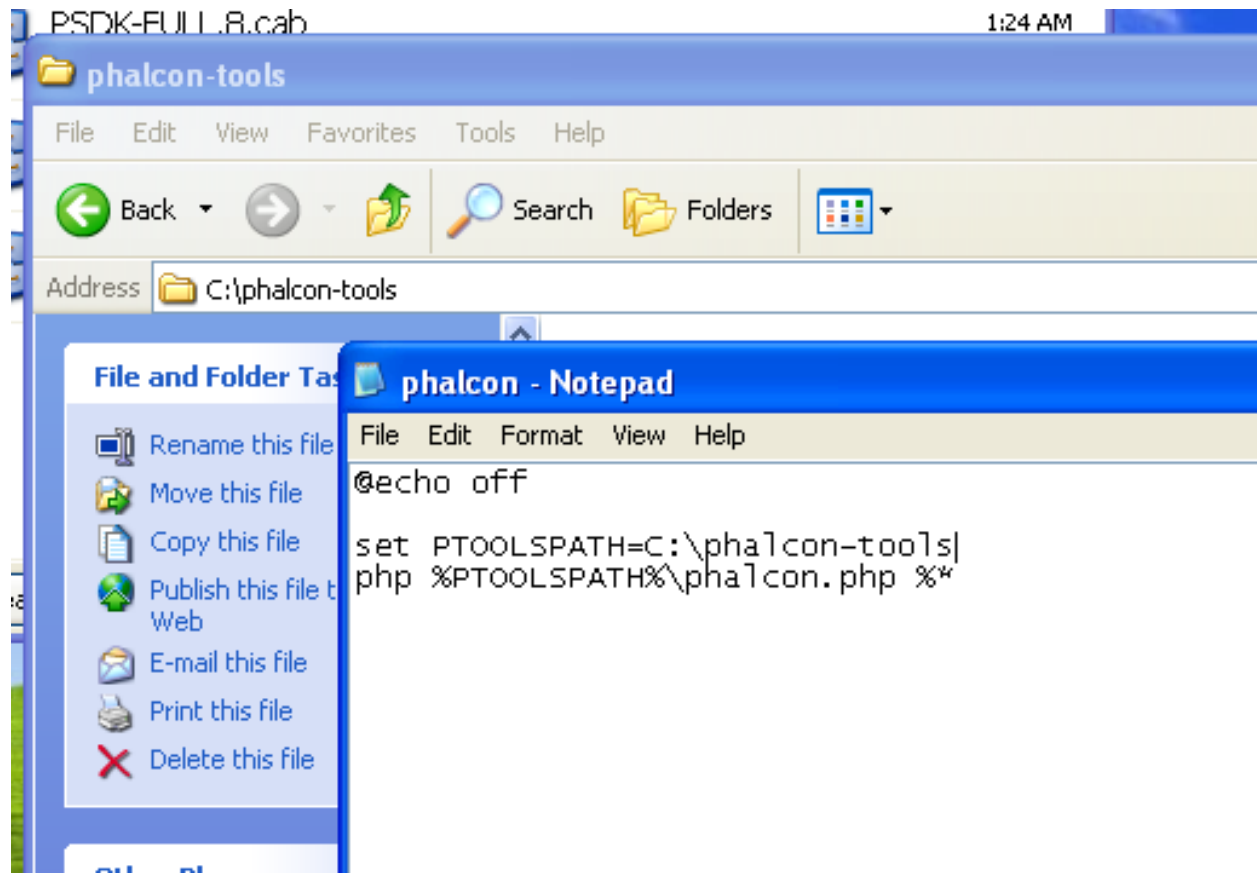 PSDK-FULL.8.cab 1:24 AM
phalcon-tools
File Edit View Favorites Tools Help
Back Search Folders
Address C:\phalcon-tools
File and Folder Tas
phalcon - Notepad
File Edit Format View Help
Rename this file
Move this file
Copy this file
Publish this file t
Web
E-mail this file
Print this file
Delete this file
@echo off
set PTOOLSPATH=C:\phalcon-tools
php %PTOOLSPATH%\phalcon.php %*